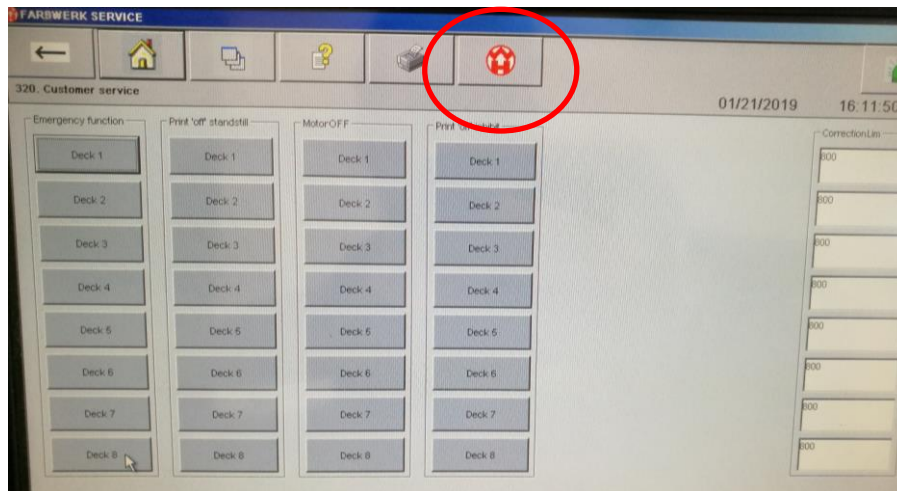 FARBWERK SERVICE
320. Customer service
01/21/2019 16:11:50
Emergency function Print 'off' standstill MotorOFF Print CorrectionLim
Deck 1 Deck 1 Deck 1 Deck 1 800
Deck 2 Deck 2 Deck 2 Deck 2 800
Deck 3 Deck 3 Deck 3 Deck 3 800
Deck 4 Deck 4 Deck 4 Deck 4 800
Deck 5 Deck 5 Deck 5 Deck 5 800
Deck 6 Deck 6 Deck 6 Deck 6 800
Deck 7 Deck 7 Deck 7 Deck 7 800
Deck 8 Deck 8 Deck 8 Deck 8 800